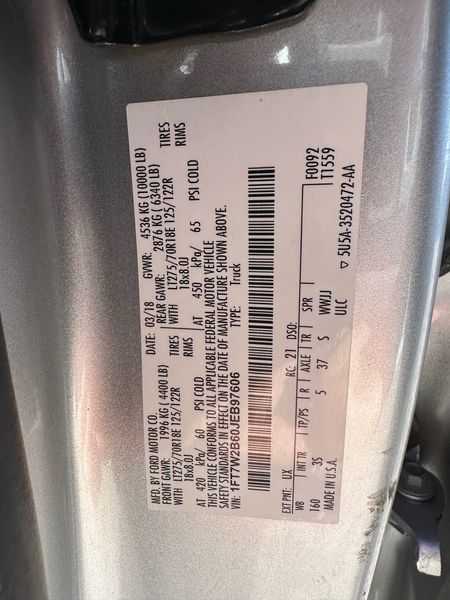 MFD. BY FORD MOTOR CO.
DATE: 03/18 GVWR: 4536 KG (10000 LB)
FRONT GAWR: 1996 KG ( 4400 LB) REAR GAWR: 2876 KG ( 6340 LB)
WITH LT275/70R18E 125/122R TIRES WITH LT275/70R18E 125/122R TIRES
18x8.0J RIMS 18x8.0J RIMS
AT 420 kPa/ 60 PSI COLD AT 450 kPa/ 65 PSI COLD
THIS VEHICLE CONFORMS TO ALL APPLICABLE FEDERAL MOTOR VEHICLE
SAFETY STANDARDS IN EFFECT ON THE DATE OF MANUFACTURE SHOWN ABOVE.
1FT7W2B60JEB97606 TYPE: Truck
F0092
T1559
EXT PNT: UX RC: 21 DSO:
WB INT TR TP/PS R AXLE TR SPR
160 3S 5 37 S WWJJ
MADE IN U.S.A. ULC
▽ 5U5A-3520472-AA